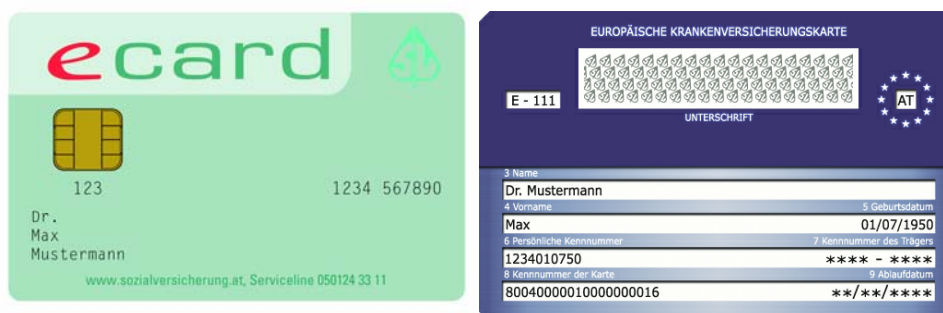 ecard
SV
123 1234 567890
Dr.
Max
Mustermann
www.sozialversicherung.at, Serviceline 050124 33 11
EUROPÄISCHE KRANKENVERSICHERUNGSKARTE
E - 111
AT
UNTERSCHRIFT
3 Name
Dr. Mustermann
4 Vorname 5 Geburtsdatum
Max 01/07/1950
6 Persönliche Kennnummer 7 Kennnummer des Trägers
1234010750 **** - ****
8 Kennnummer der Karte 9 Ablaufdatum
80040000010000000016 **/**/****